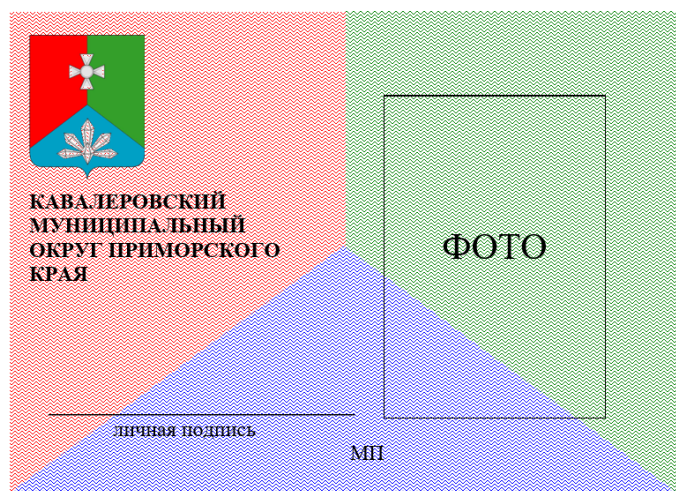 КАВАЛЕРОВСКИЙ
МУНИЦИПАЛЬНЫЙ
ОКРУГ ПРИМОРСКОГО
КРАЯ
ФОТО
личная подпись
МП